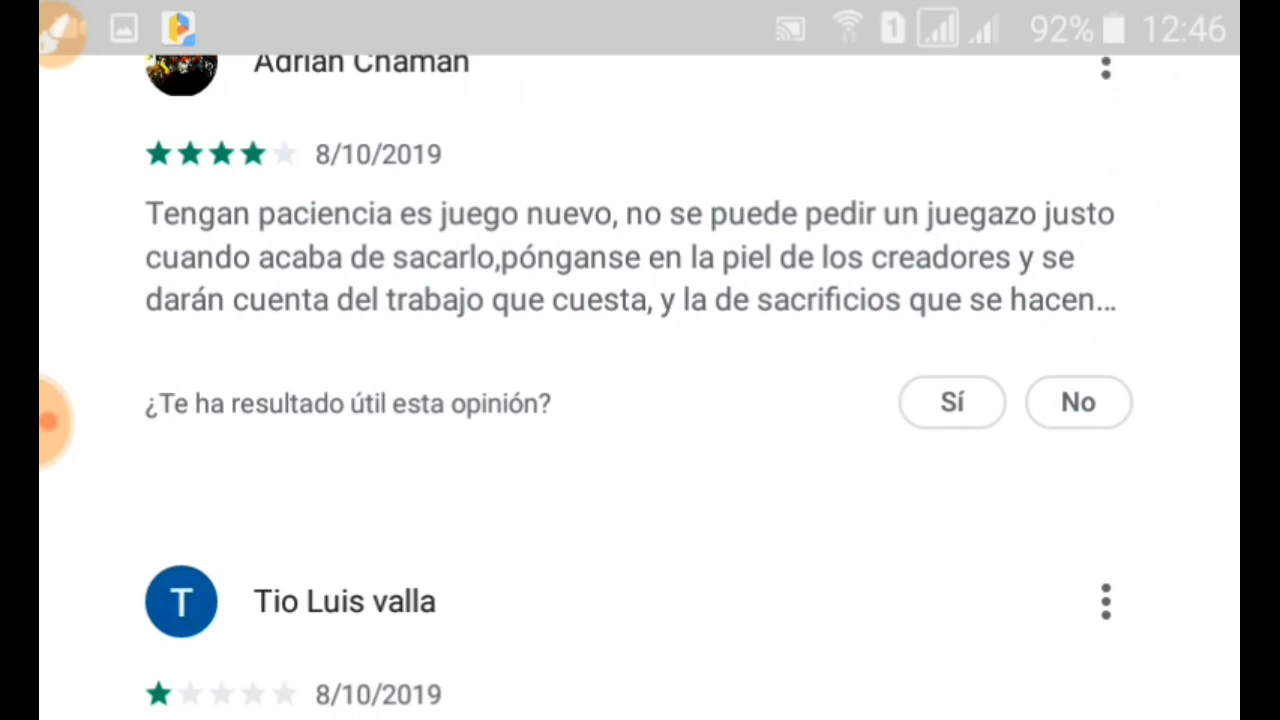 1 92% 12:46
Adrian Chaman
8/10/2019
Tengan paciencia es juego nuevo, no se puede pedir un juegazo justo
cuando acaba de sacarlo,pónganse en la piel de los creadores y se
darán cuenta del trabajo que cuesta, y la de sacrificios que se hacen...
¿Te ha resultado útil esta opinión? Sí No
T Tio Luis valla
8/10/2019